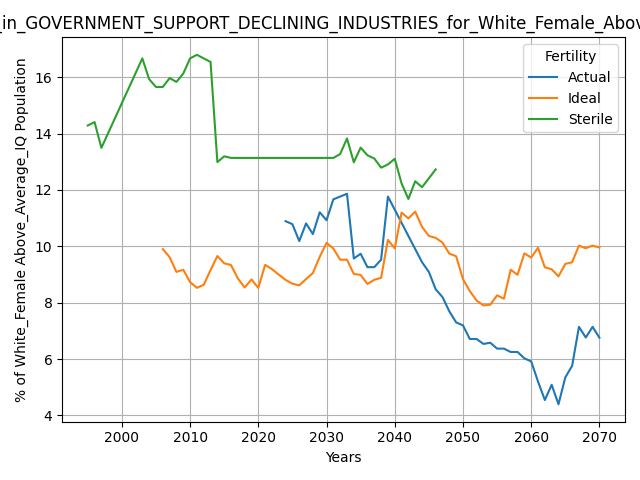 _in_GOVERNMENT_SUPPORT_DECLINING_INDUSTRIES_for_White_Female_Abov
Fertility
Actual
Ideal
Sterile
% of White_Female Above_Average_IQ Population
16
14
12
10
8
6
4
2000 2010 2020 2030 2040 2050 2060 2070
Years